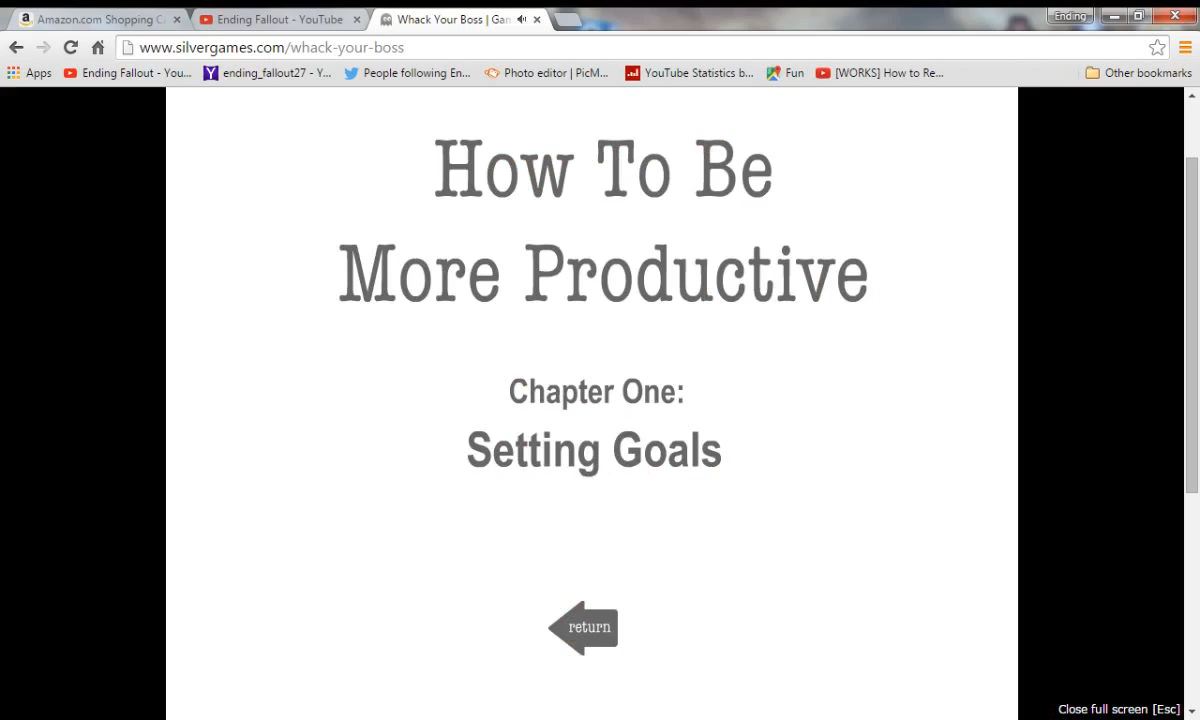 Amazon.com Shopping C
Ending Fallout - YouTube
Whack Your Boss | Gan
Ending
www.silvergames.com/whack-your-boss
Apps
Ending Fallout - You...
ending_fallout27 - Y...
People following En...
Photo editor | PicM...
YouTube Statistics b...
Fun
[WORKS] How to Re...
Other bookmarks
How To Be
More Productive
Chapter One:
Setting Goals
return
Close full screen [Esc]